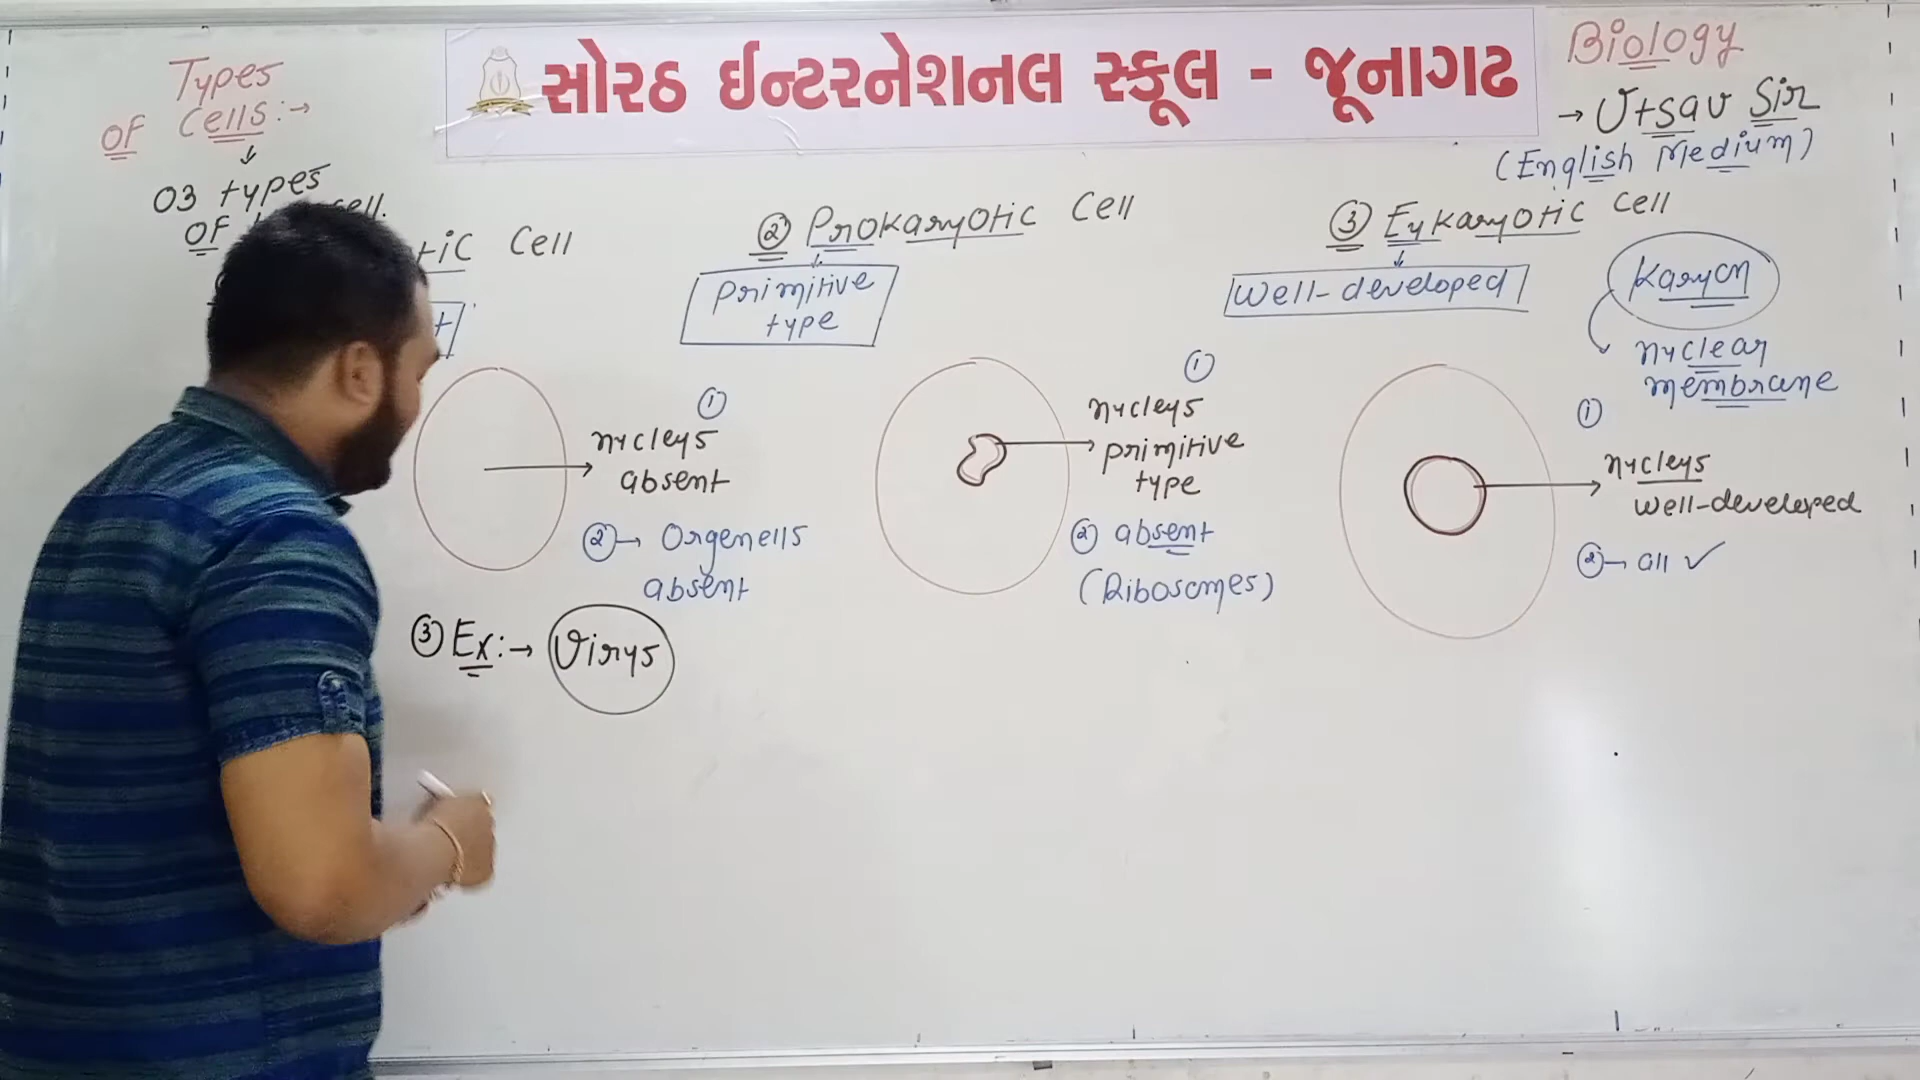 સોરઠ ઈન્ટરનેશનલ સ્કૂલ - જૂનાગઢ
Types
OF Cells:→
03 types
OF cell.
Biology
→ Utsav Sir
(English Medium)
tic Cell
t
① nucleus
absent
②→ Orgenells
absent
③ Ex:→ Virus
② Prokaryotic Cell
Primitive
type
①
nucleus
primitive
type
② absent
(Ribosomes)
③ Eukaryotic Cell
Well-developed
Karyon
nuclear
membrane
①
nucleus
well-developed
②→ all ✓